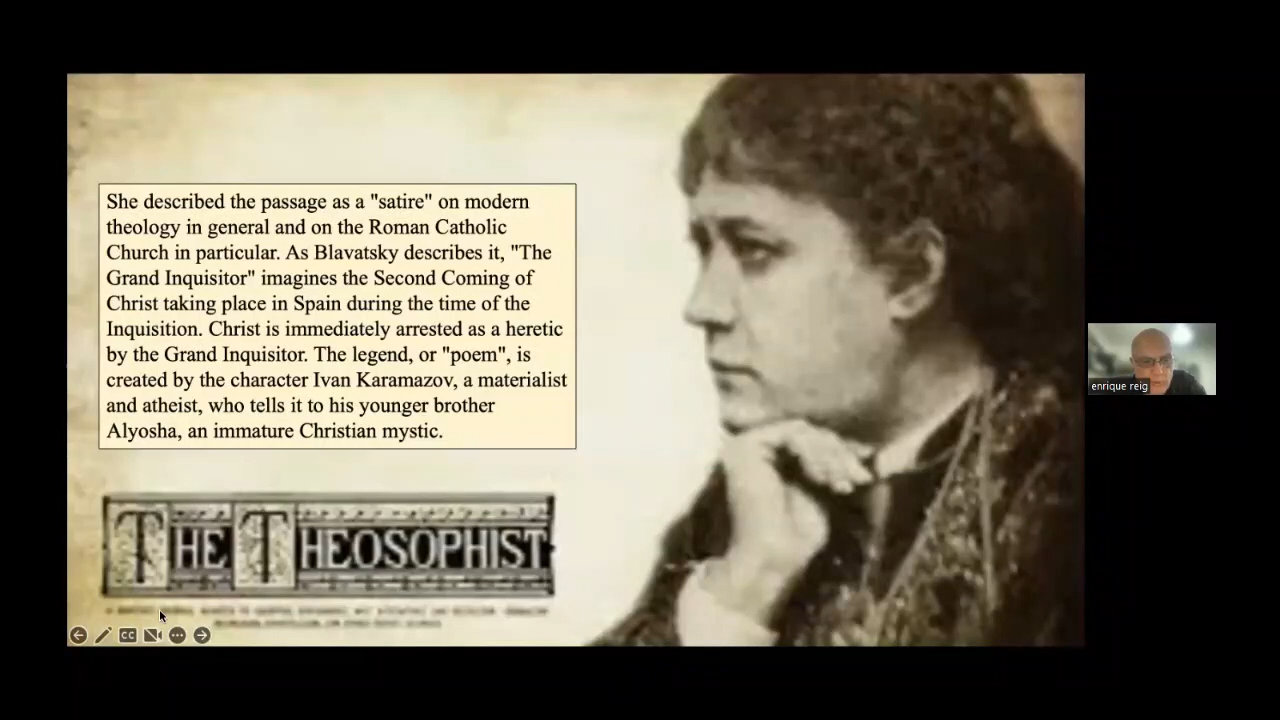 She described the passage as a "satire" on modern
theology in general and on the Roman Catholic
Church in particular. As Blavatsky describes it, "The
Grand Inquisitor" imagines the Second Coming of
Christ taking place in Spain during the time of the
Inquisition. Christ is immediately arrested as a heretic
by the Grand Inquisitor. The legend, or "poem", is
created by the character Ivan Karamazov, a materialist
and atheist, who tells it to his younger brother
Alyosha, an immature Christian mystic.
enrique reig
THE THEOSOPHIST
CC